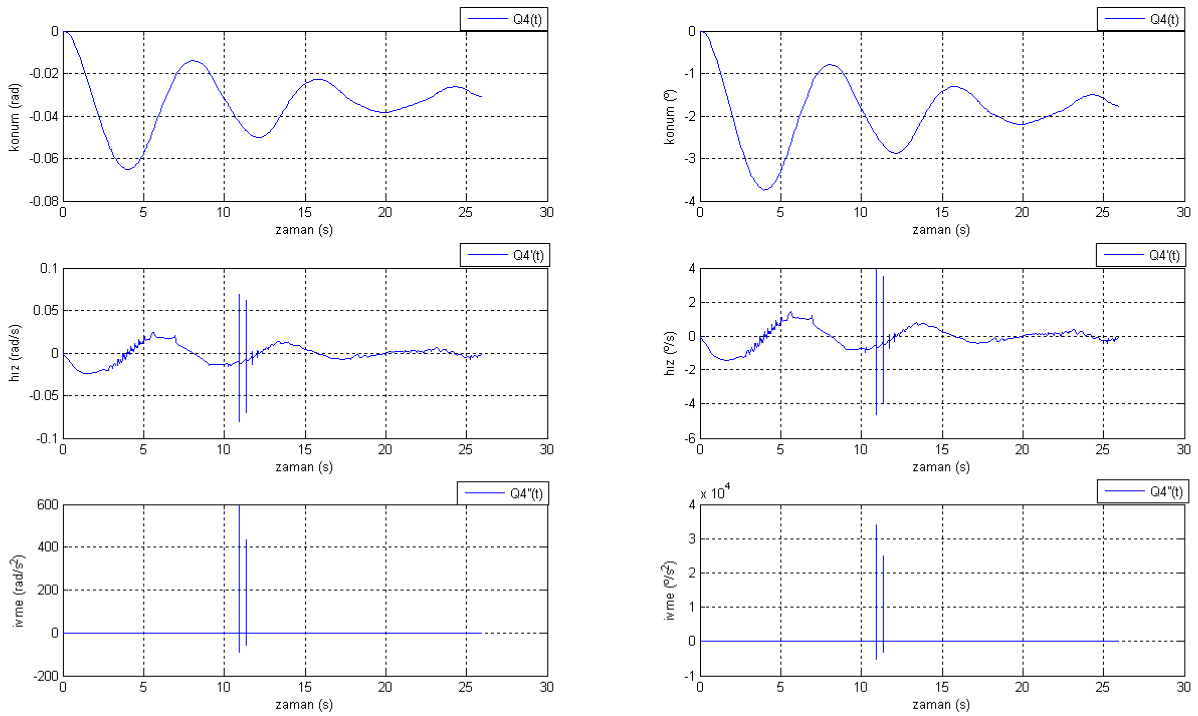 Q4(t)
konum (rad)
0
-0.02
-0.04
-0.06
-0.08
0 5 10 15 20 25 30
zaman (s)
Q4(t)
konum (º)
0
-1
-2
-3
-4
0 5 10 15 20 25 30
zaman (s)
Q4'(t)
hız (rad/s)
0.1
0.05
0
-0.05
-0.1
0 5 10 15 20 25 30
zaman (s)
Q4'(t)
hız (º/s)
4
2
0
-2
-4
-6
0 5 10 15 20 25 30
zaman (s)
Q4''(t)
ivme (rad/s²)
600
400
200
0
-200
0 5 10 15 20 25 30
zaman (s)
Q4''(t)
x 10⁴
ivme (º/s²)
4
3
2
1
0
-1
0 5 10 15 20 25 30
zaman (s)